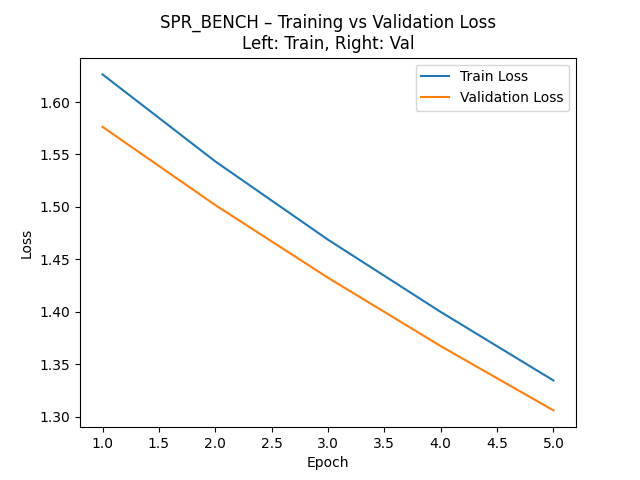 SPR_BENCH – Training vs Validation Loss
Left: Train, Right: Val
Train Loss
Validation Loss
Loss
1.60
1.55
1.50
1.45
1.40
1.35
1.30
1.0 1.5 2.0 2.5 3.0 3.5 4.0 4.5 5.0
Epoch